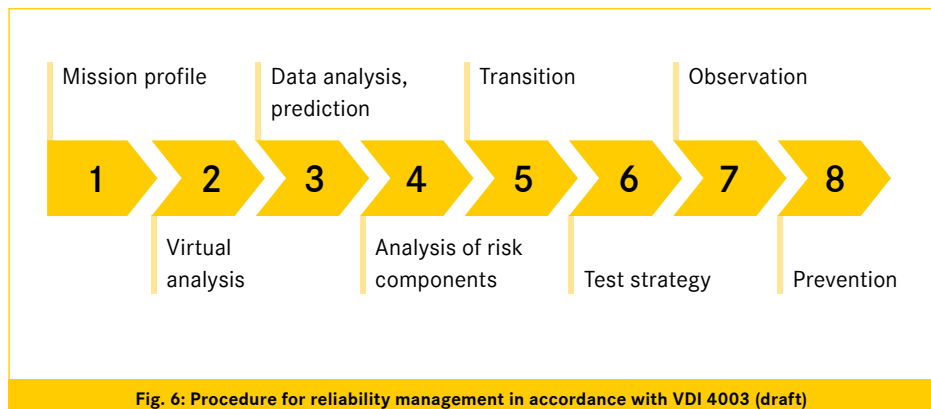 Mission profile
Data analysis,
prediction
Transition
Observation
1
2
3
4
5
6
7
8
Virtual
analysis
Analysis of risk
components
Test strategy
Prevention
Fig. 6: Procedure for reliability management in accordance with VDI 4003 (draft)